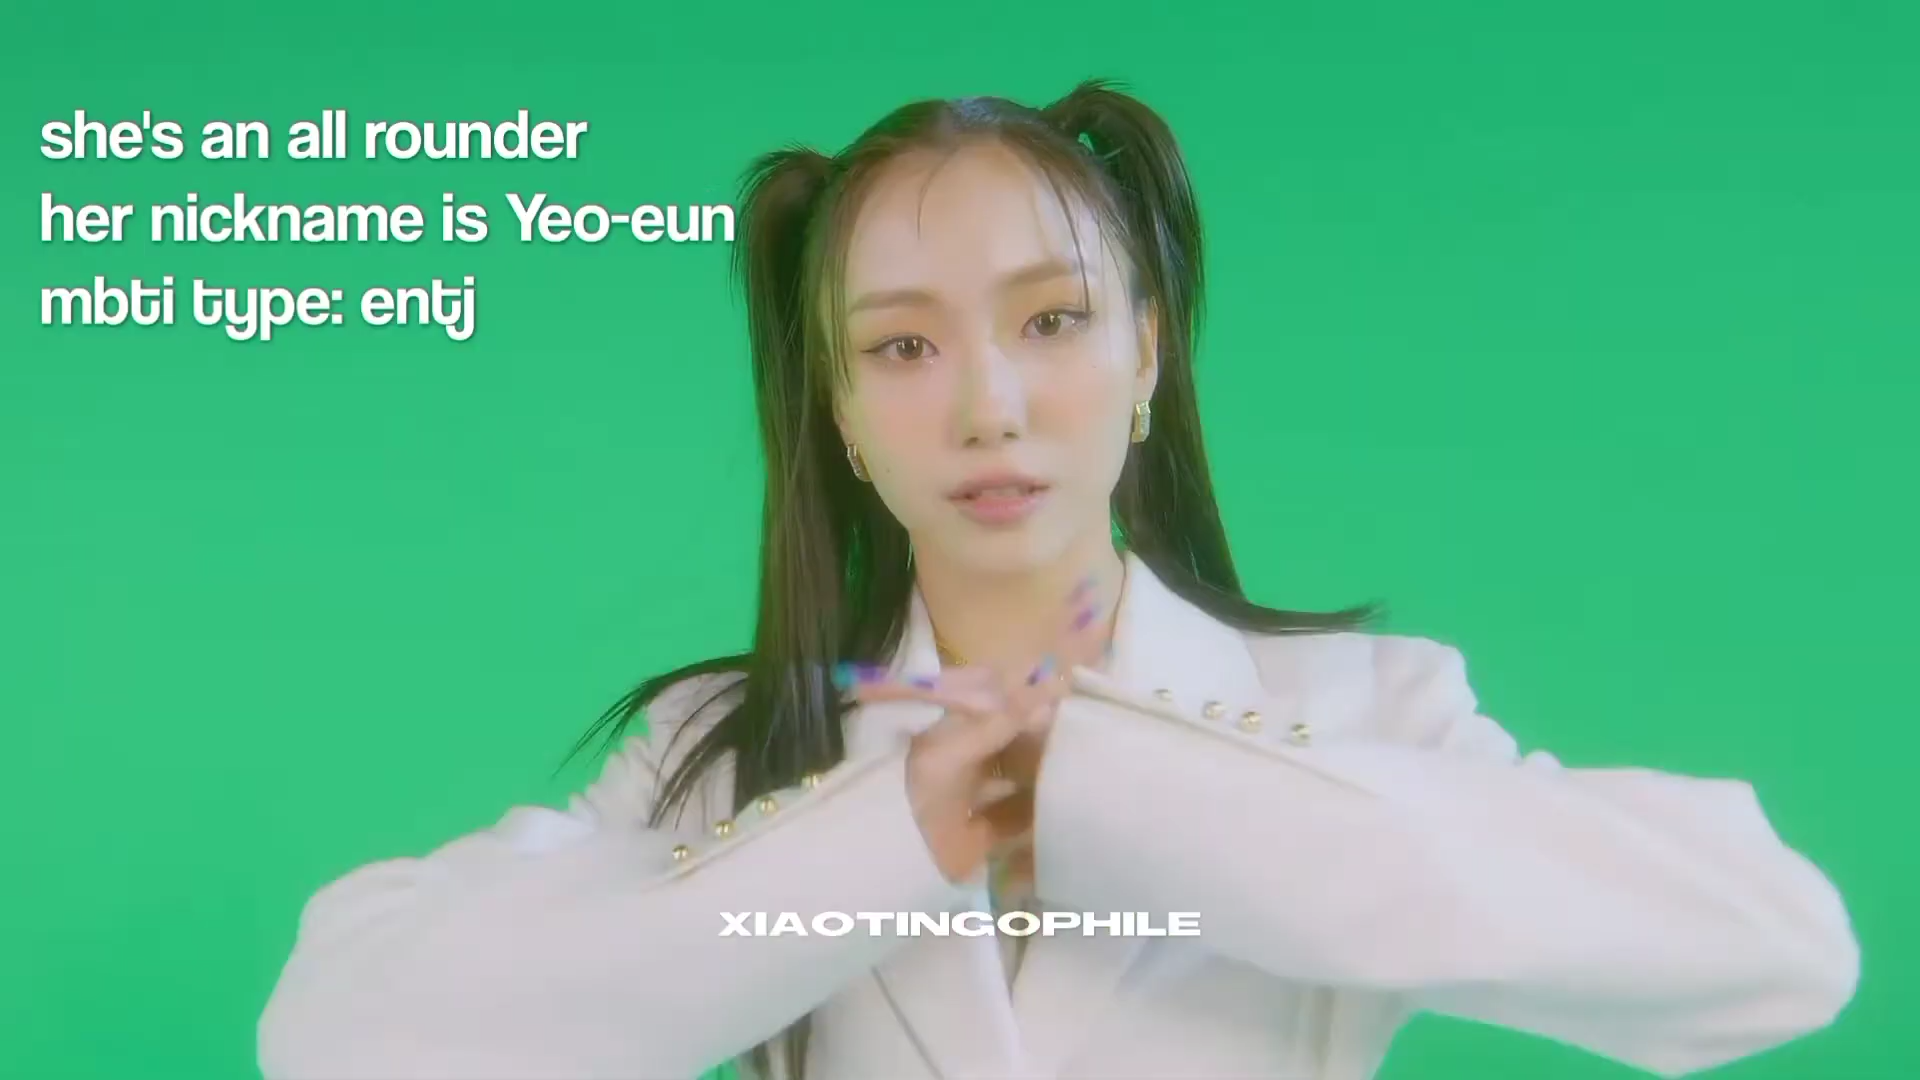 she's an all rounder
her nickname is Yeo-eun
mbti type: entj
XIAOTINGOPHILE